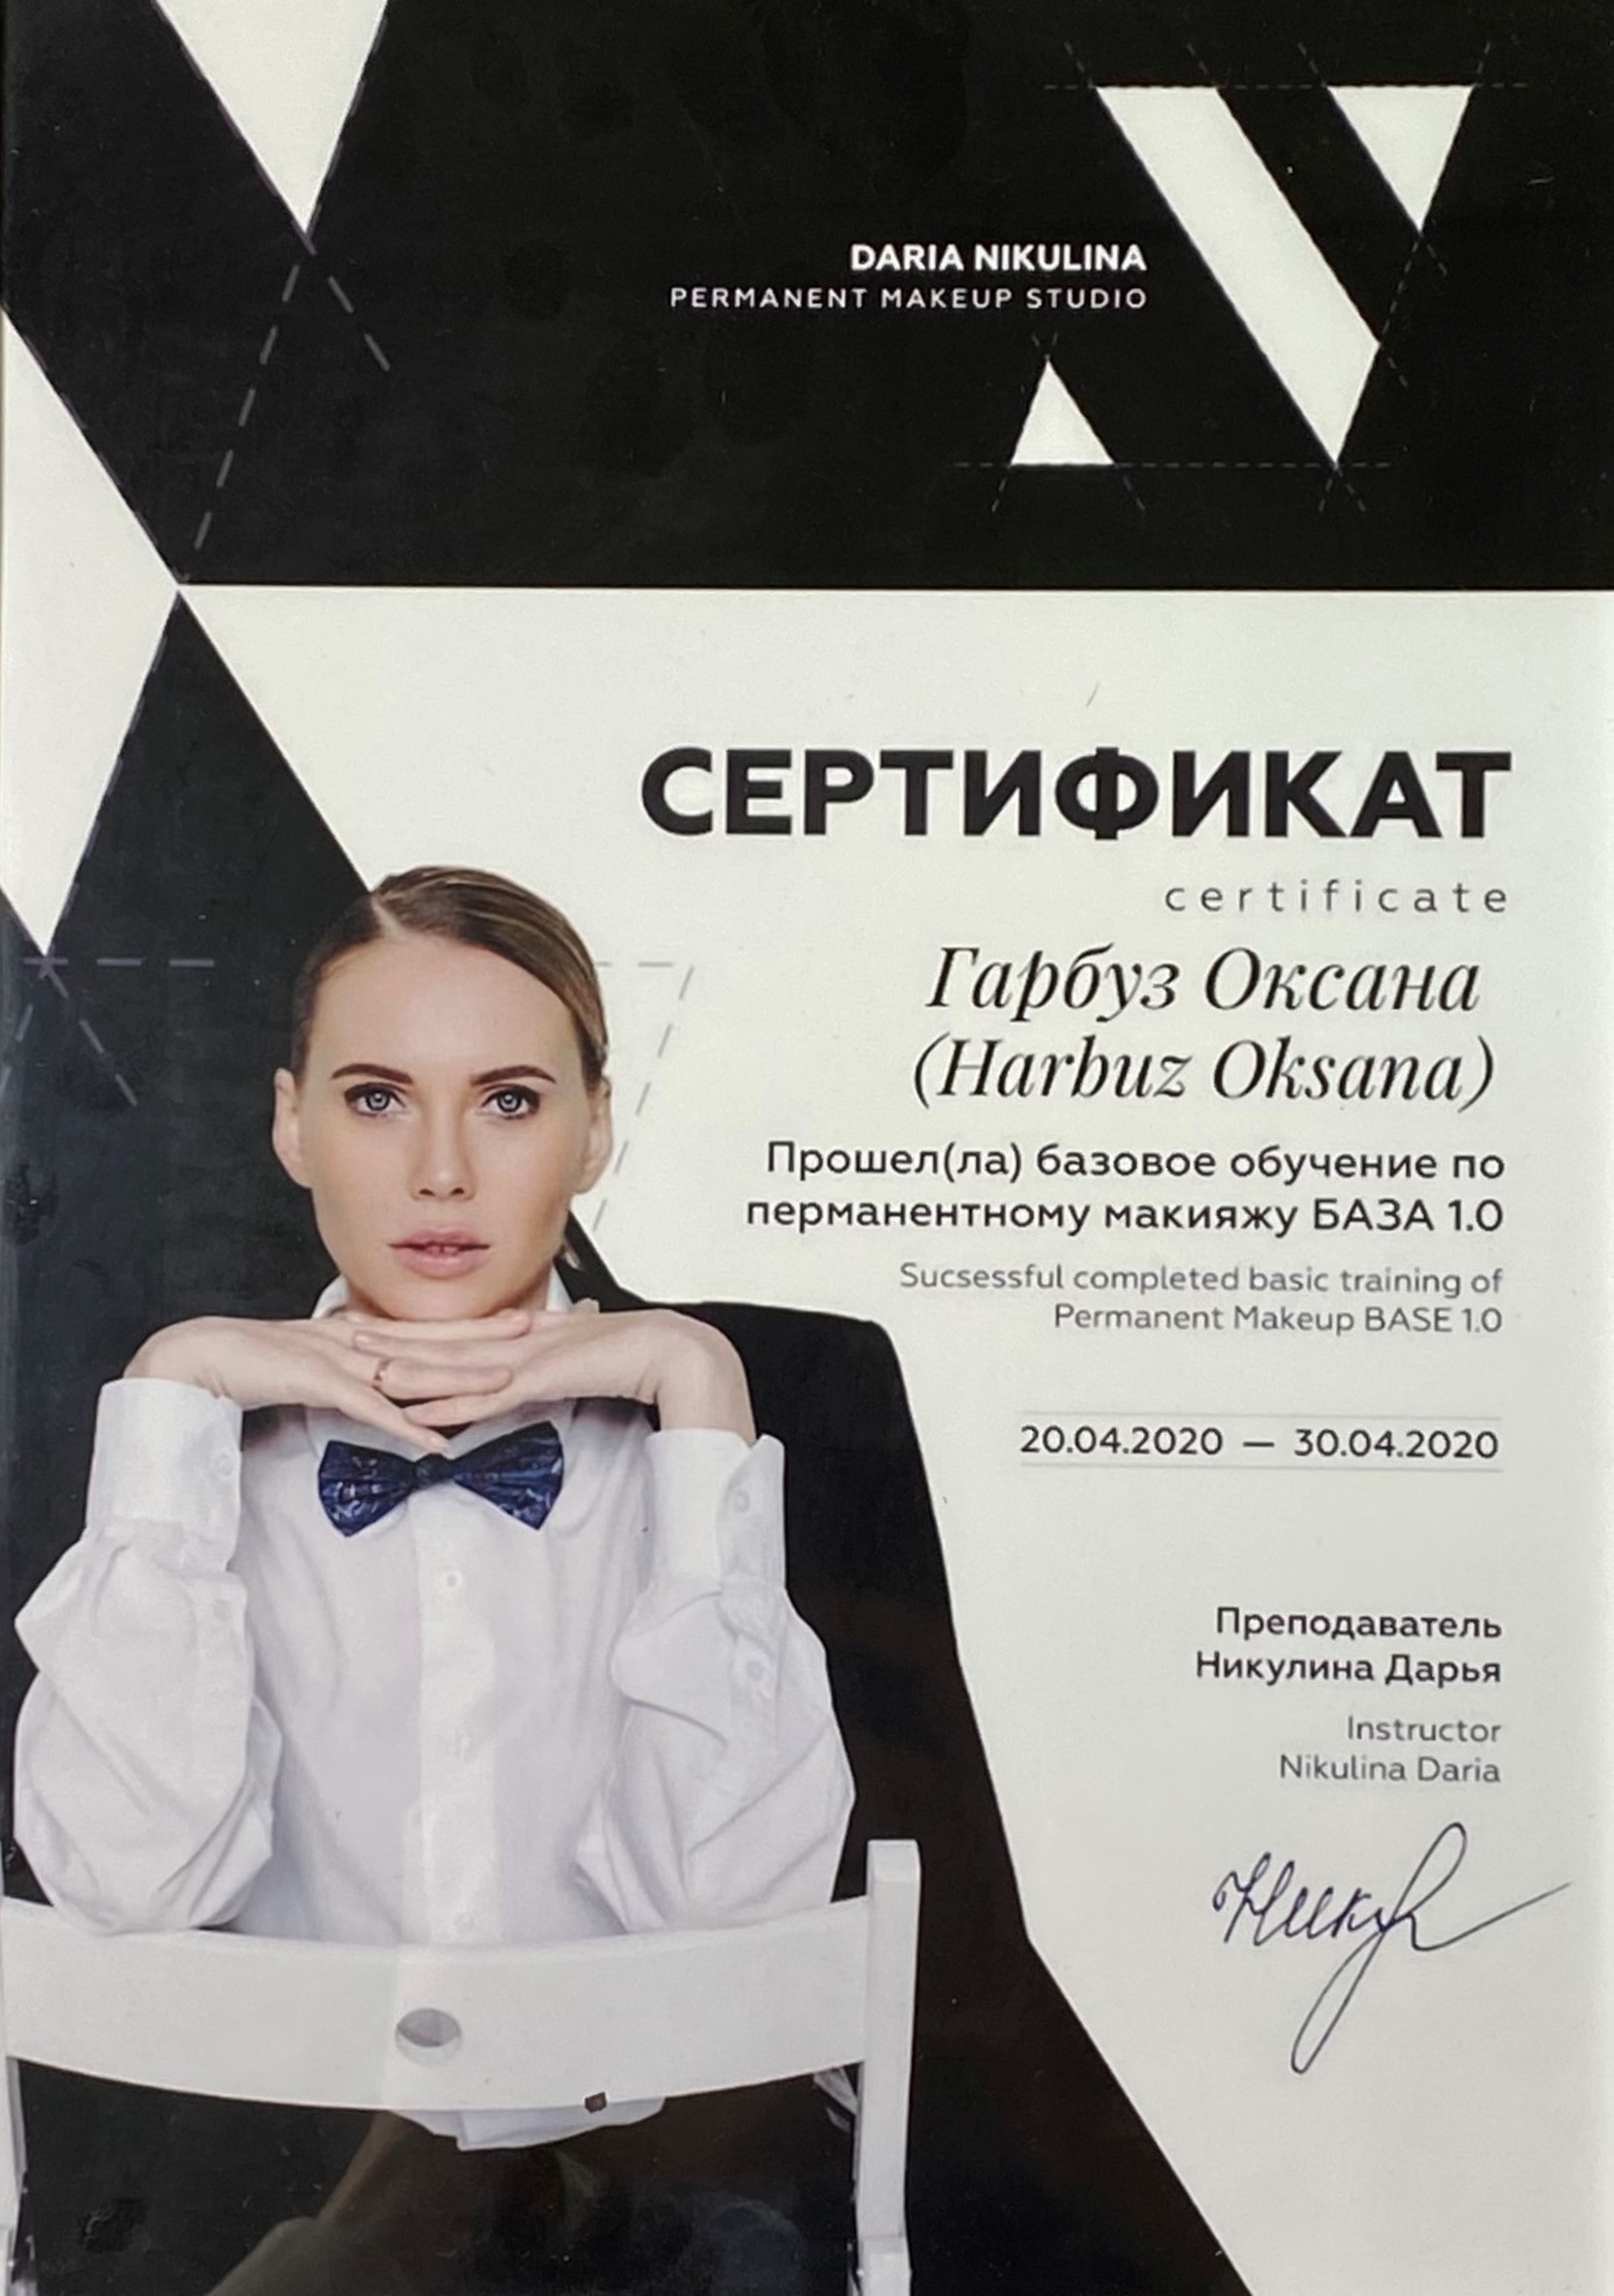 DARIA NIKULINA
PERMANENT MAKEUP STUDIO
СЕРТИФИКАТ
certificate
Гарбуз Оксана
(Harbuz Oksana)
Прошел(ла) базовое обучение по
перманентному макияжу БАЗА 1.0
Sucsessful completed basic training of
Permanent Makeup BASE 1.0
20.04.2020 — 30.04.2020
Преподаватель
Никулина Дарья
Instructor
Nikulina Daria